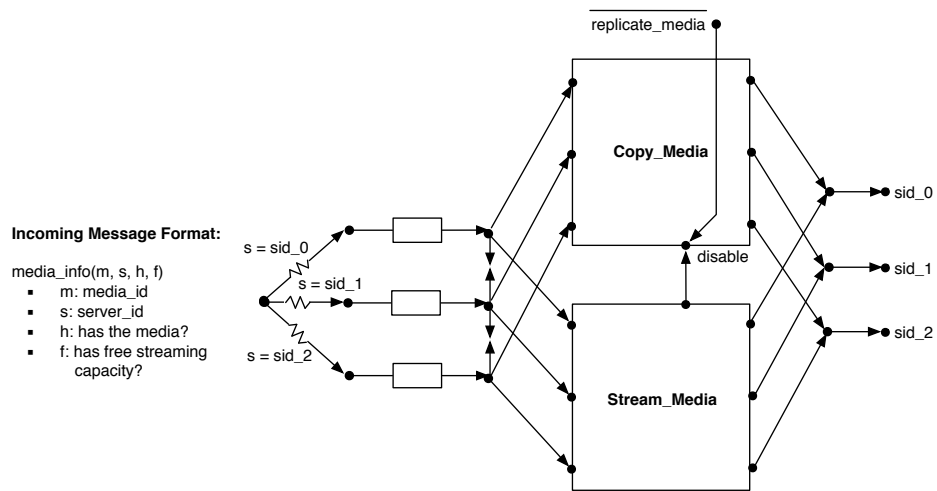 replicate_media
Copy_Media
sid_0
Incoming Message Format:
s = sid_0
disable
media_info(m, s, h, f)
s = sid_1
sid_1
▪ m: media_id
▪ s: server_id
▪ h: has the media?
▪ f: has free streaming
capacity?
s = sid_2
sid_2
Stream_Media